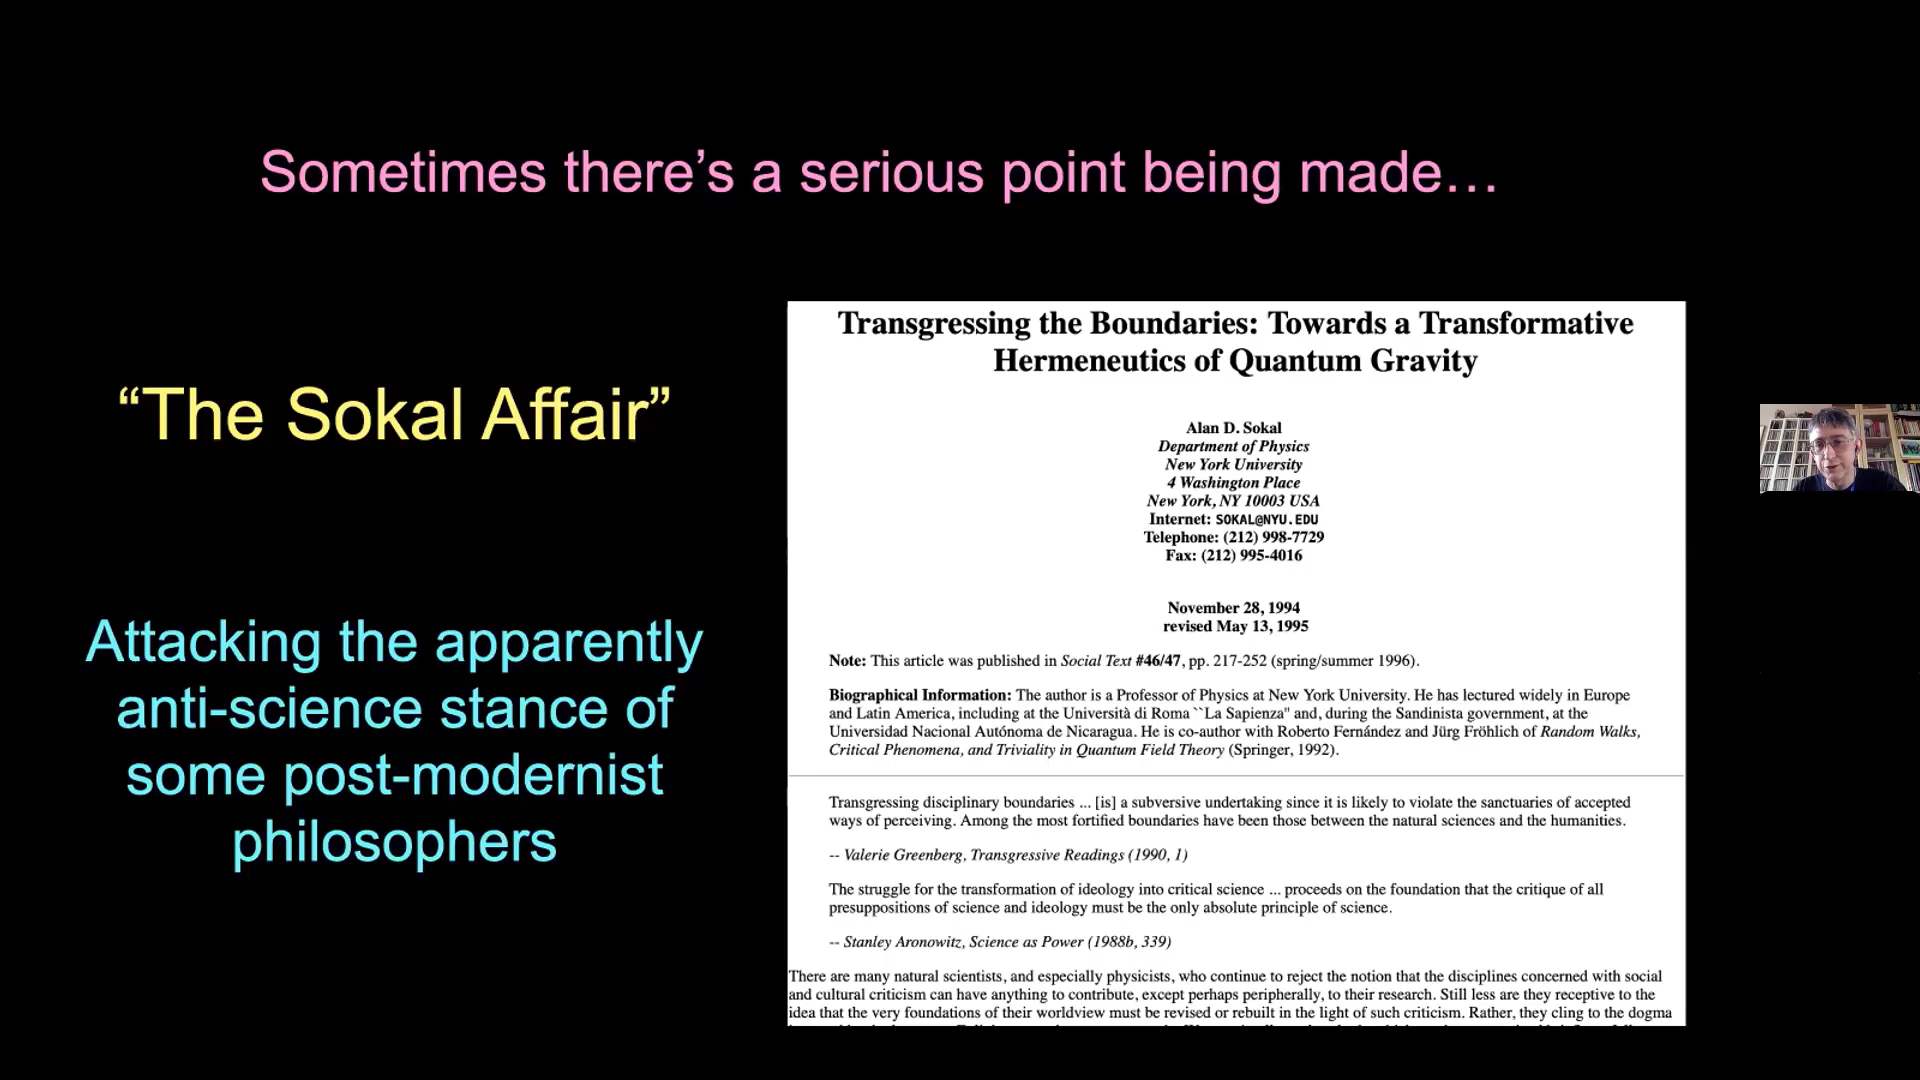 Sometimes there’s a serious point being made…
“The Sokal Affair”
Attacking the apparently
anti-science stance of
some post-modernist
philosophers
Transgressing the Boundaries: Towards a Transformative
Hermeneutics of Quantum Gravity
Alan D. Sokal
Department of Physics
New York University
4 Washington Place
New York, NY 10003 USA
Internet: SOKAL@NYU.EDU
Telephone: (212) 998-7729
Fax: (212) 995-4016
November 28, 1994
revised May 13, 1995
Note: This article was published in Social Text #46/47, pp. 217-252 (spring/summer 1996).
Biographical Information: The author is a Professor of Physics at New York University. He has lectured widely in Europe
and Latin America, including at the Università di Roma ``La Sapienza'' and, during the Sandinista government, at the
Universidad Nacional Autónoma de Nicaragua. He is co-author with Roberto Fernández and Jürg Fröhlich of Random Walks,
Critical Phenomena, and Triviality in Quantum Field Theory (Springer, 1992).
Transgressing disciplinary boundaries ... [is] a subversive undertaking since it is likely to violate the sanctuaries of accepted
ways of perceiving. Among the most fortified boundaries have been those between the natural sciences and the humanities.
-- Valerie Greenberg, Transgressive Readings (1990, 1)
The struggle for the transformation of ideology into critical science ... proceeds on the foundation that the critique of all
presuppositions of science and ideology must be the only absolute principle of science.
-- Stanley Aronowitz, Science as Power (1988b, 339)
There are many natural scientists, and especially physicists, who continue to reject the notion that the disciplines concerned with social
and cultural criticism can have anything to contribute, except perhaps peripherally, to their research. Still less are they receptive to the
idea that the very foundations of their worldview must be revised or rebuilt in the light of such criticism. Rather, they cling to the dogma